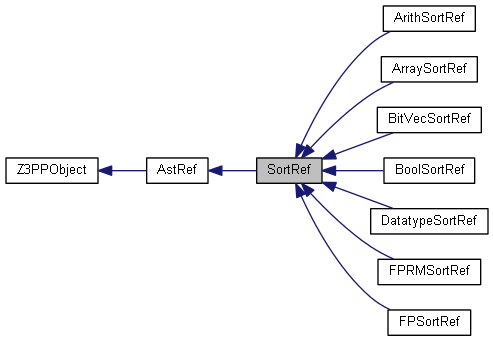 ArithSortRef
ArraySortRef
BitVecSortRef
Z3PPObject
AstRef
SortRef
BoolSortRef
DatatypeSortRef
FPRMSortRef
FPSortRef